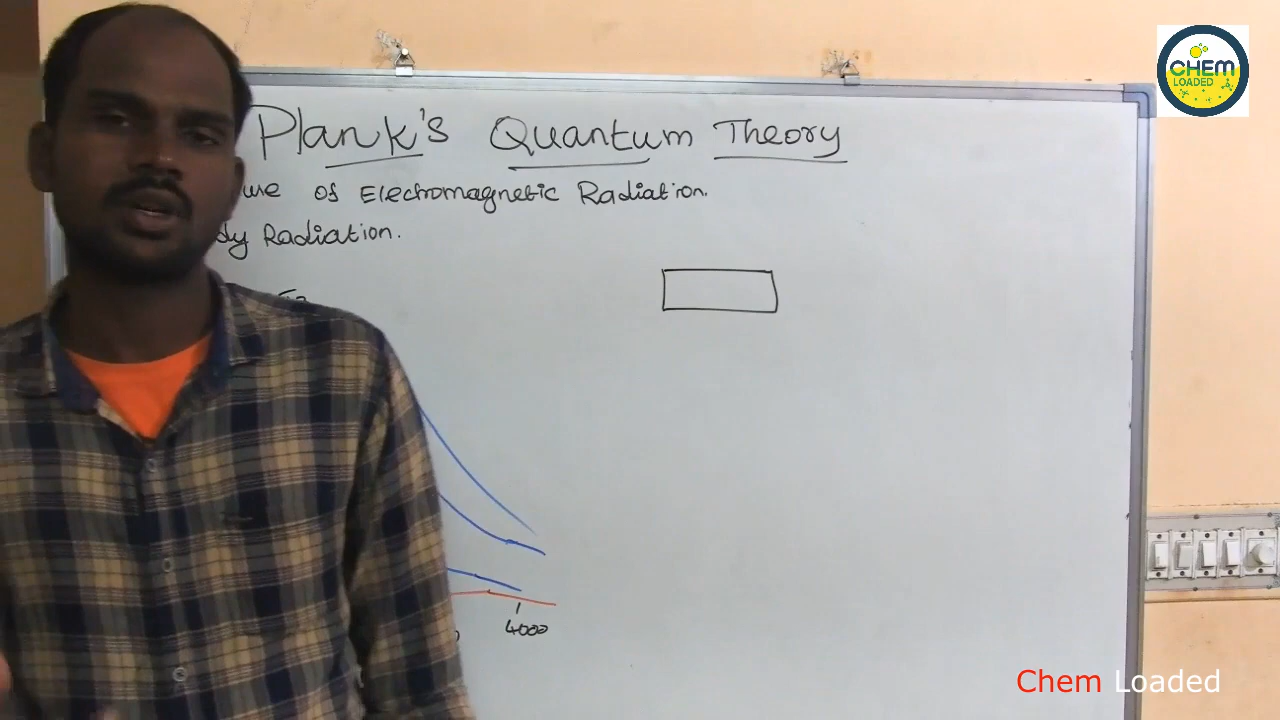 CHEM
LOADED
Plank's Quantum Theory
of Electromagnetic Radiation.
Radiation.
4000
Chem Loaded